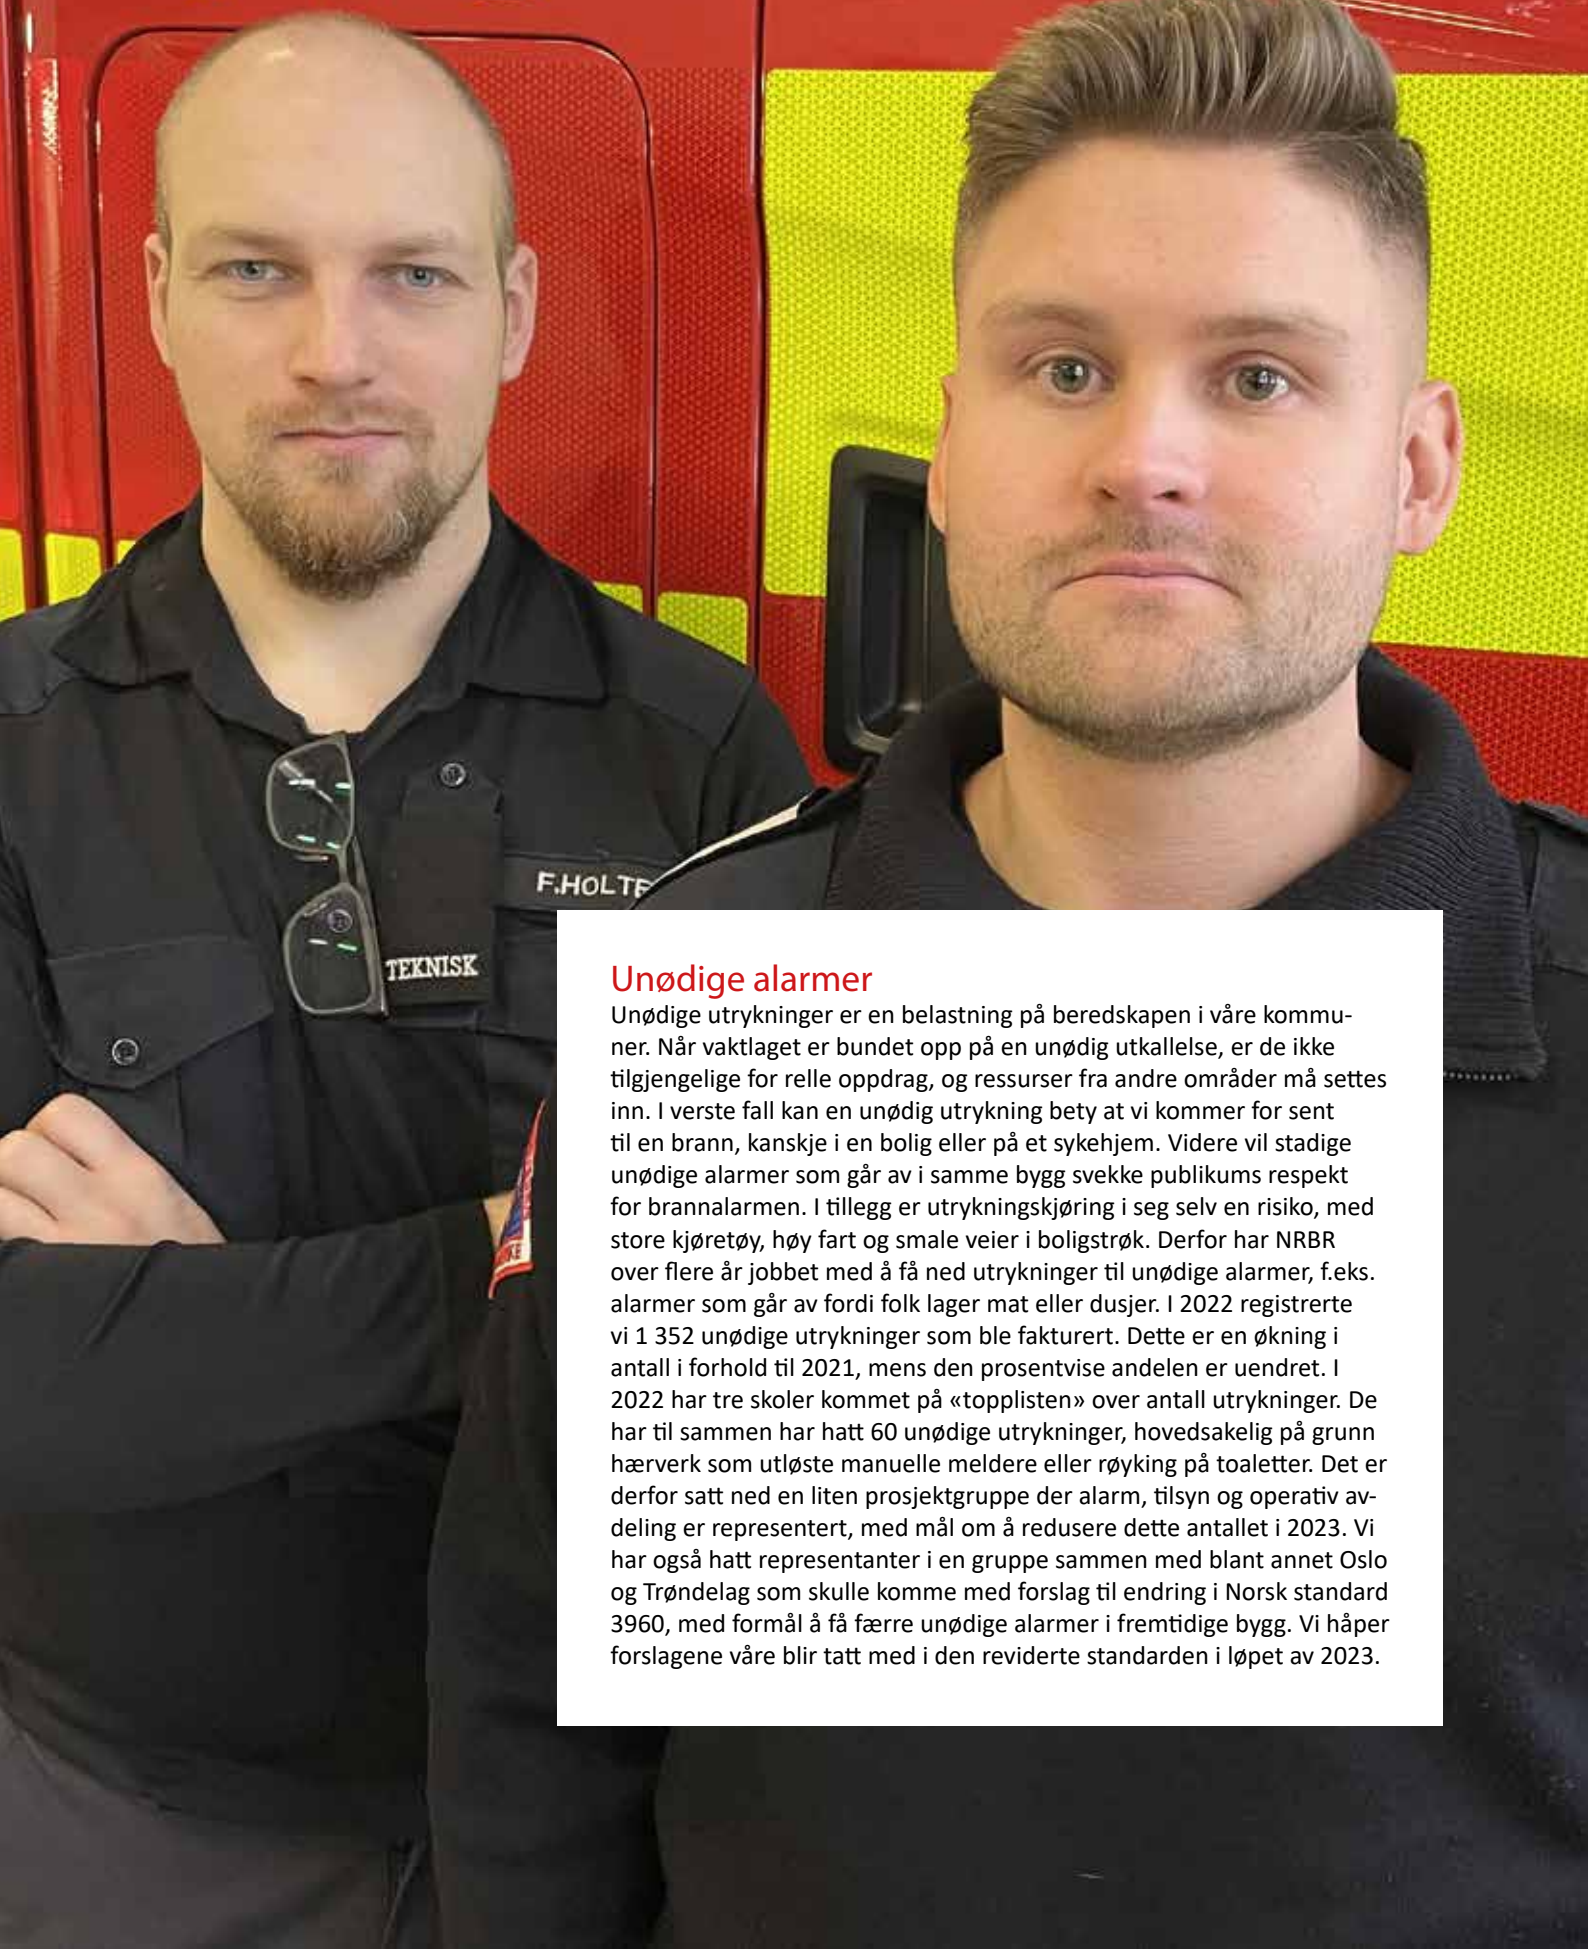 F.HOLTE
TEKNISK
Unødige alarmer
Unødige utrykninger er en belastning på beredskapen i våre kommu-
ner. Når vaktlaget er bundet opp på en unødig utkallelse, er de ikke
tilgjengelige for relle oppdrag, og ressurser fra andre områder må settes
inn. I verste fall kan en unødig utrykning bety at vi kommer for sent
til en brann, kanskje i en bolig eller på et sykehjem. Videre vil stadige
unødige alarmer som går av i samme bygg svekke publikums respekt
for brannalarmen. I tillegg er utrykningskjøring i seg selv en risiko, med
store kjøretøy, høy fart og smale veier i boligstrøk. Derfor har NRBR
over flere år jobbet med å få ned utrykninger til unødige alarmer, f.eks.
alarmer som går av fordi folk lager mat eller dusjer. I 2022 registrerte
vi 1 352 unødige utrykninger som ble fakturert. Dette er en økning i
antall i forhold til 2021, mens den prosentvise andelen er uendret. I
2022 har tre skoler kommet på «topplisten» over antall utrykninger. De
har til sammen har hatt 60 unødige utrykninger, hovedsakelig på grunn
hærverk som utløste manuelle meldere eller røyking på toaletter. Det er
derfor satt ned en liten prosjektgruppe der alarm, tilsyn og operativ av-
deling er representert, med mål om å redusere dette antallet i 2023. Vi
har også hatt representanter i en gruppe sammen med blant annet Oslo
og Trøndelag som skulle komme med forslag til endring i Norsk standard
3960, med formål å få færre unødige alarmer i fremtidige bygg. Vi håper
forslagene våre blir tatt med i den reviderte standarden i løpet av 2023.